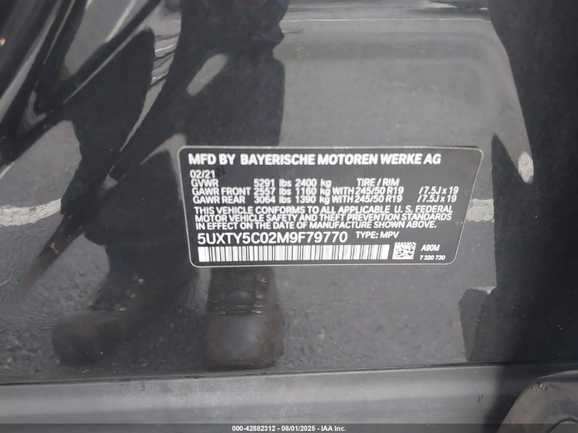 MFD BY BAYERISCHE MOTOREN WERKE AG
02/21
GVWR 5291 lbs 2400 kg TIRE / RIM
GAWR FRONT 2557 lbs 1160 kg WITH 245/50 R19 /7.5J x 19
GAWR REAR 3064 lbs 1390 kg WITH 245/50 R19 /7.5J x 19
THIS VEHICLE CONFORMS TO ALL APPLICABLE U.S. FEDERAL
MOTOR VEHICLE SAFETY AND THEFT PREVENTION STANDARDS
IN EFFECT ON THE DATE OF MANUFACTURE SHOWN ABOVE.
5UXTY5C02M9F79770 TYPE: MPV
A90M
7 320 730
000-42882312 - 08/01/2025 - IAA Inc.